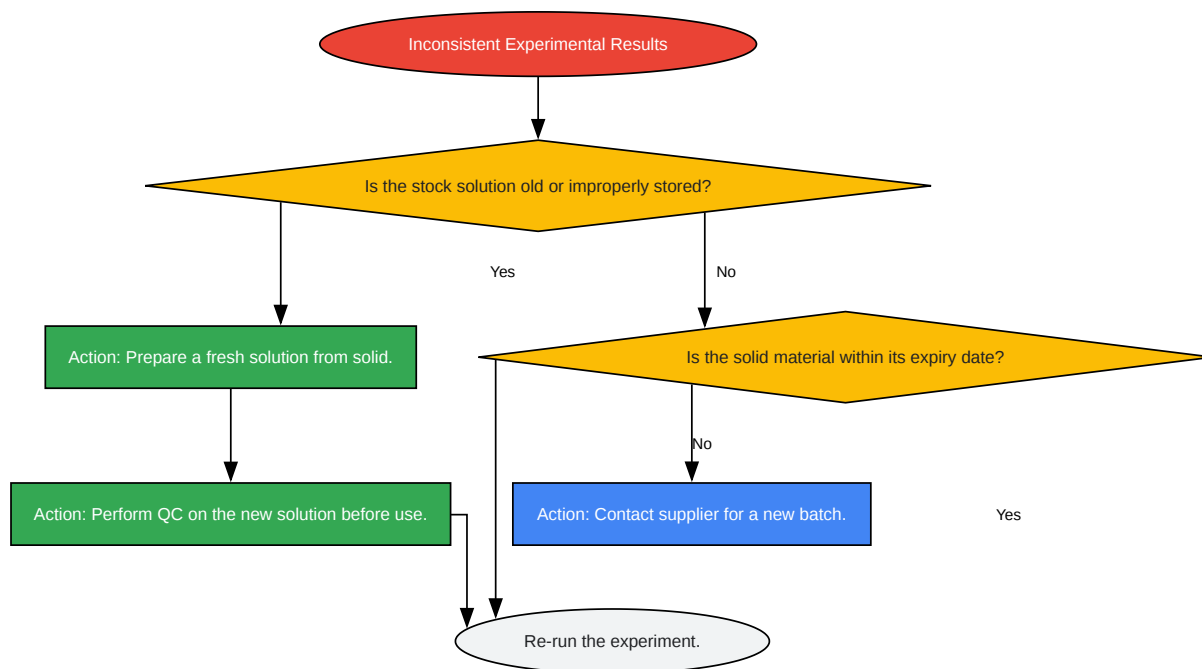 Inconsistent Experimental Results
Is the stock solution old or improperly stored?
Yes
No
Action: Prepare a fresh solution from solid.
Is the solid material within its expiry date?
No
Action: Perform QC on the new solution before use.
Action: Contact supplier for a new batch.
Yes
Re-run the experiment.